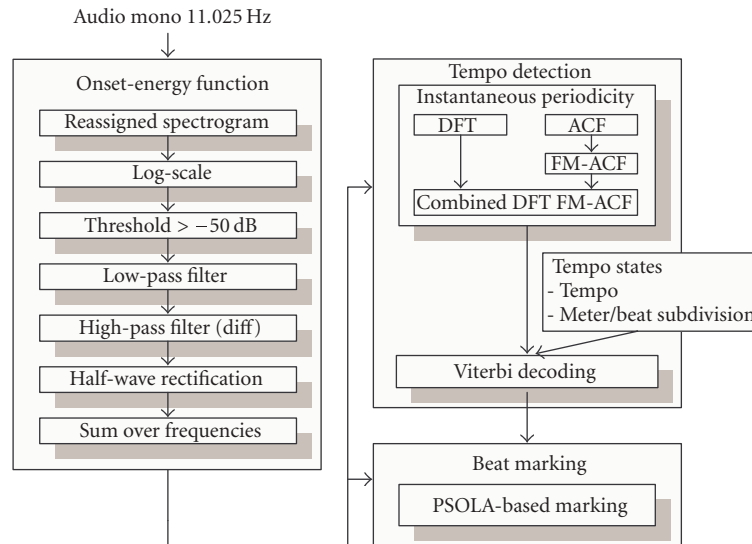 Audio mono 11.025 Hz
Onset-energy function
Reassigned spectrogram
Log-scale
Threshold > −50 dB
Low-pass filter
High-pass filter (diff)
Half-wave rectification
Sum over frequencies
Tempo detection
Instantaneous periodicity
DFT
ACF
FM-ACF
Combined DFT FM-ACF
Tempo states
- Tempo
- Meter/beat subdivision
Viterbi decoding
Beat marking
PSOLA-based marking